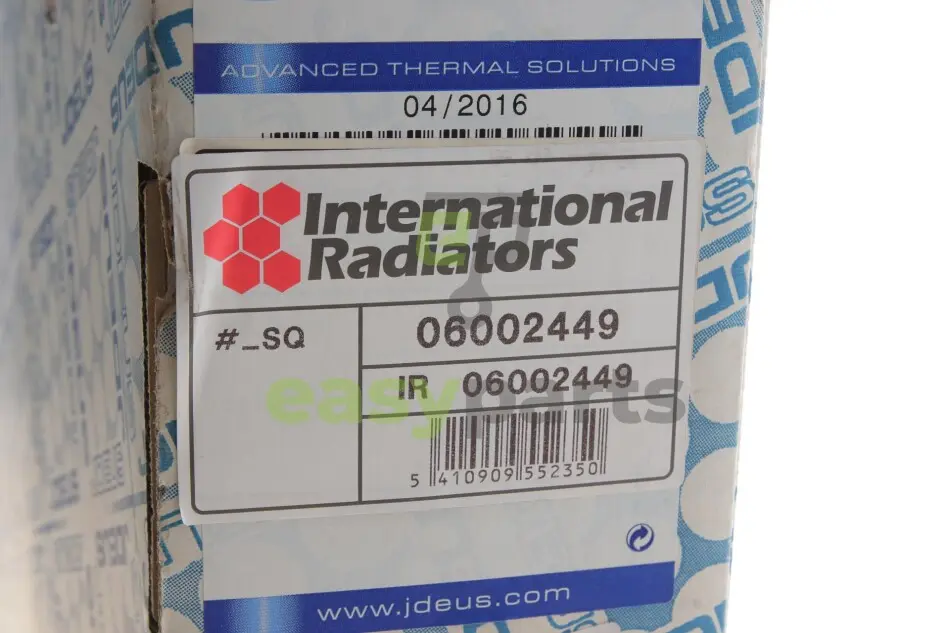 ADVANCED THERMAL SOLUTIONS
04/2016
International
Radiators
#_SQ
06002449
IR 06002449
easyparts
5 410909 552350
www.jdeus.com